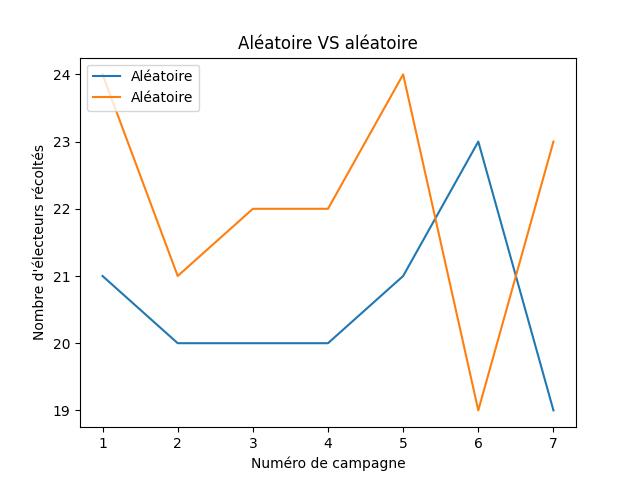 Aléatoire VS aléatoire
Aléatoire
Aléatoire
24
23
22
21
20
19
Nombre d'électeurs récoltés
1 2 3 4 5 6 7
Numéro de campagne